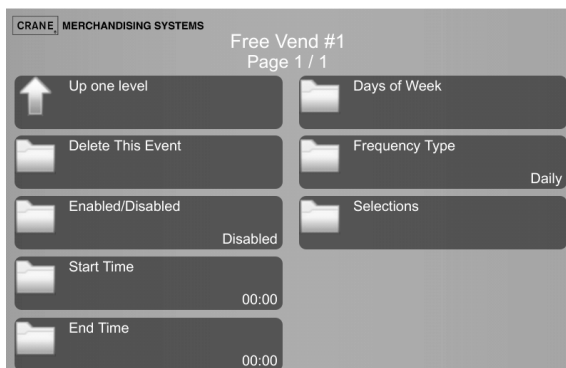 CRANE® MERCHANDISING SYSTEMS
Free Vend #1
Page 1 / 1
Up one level
Delete This Event
Enabled/Disabled
Disabled
Start Time
00:00
End Time
00:00
Days of Week
Frequency Type
Daily
Selections